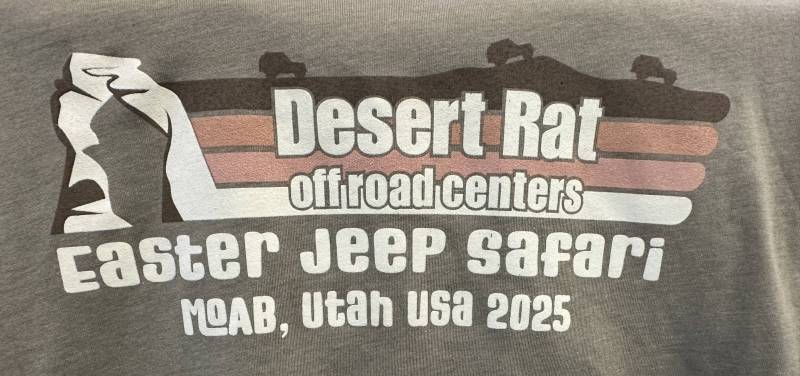 Desert Rat
off road centers
Easter Jeep Safari
MOAB, Utah USA 2025